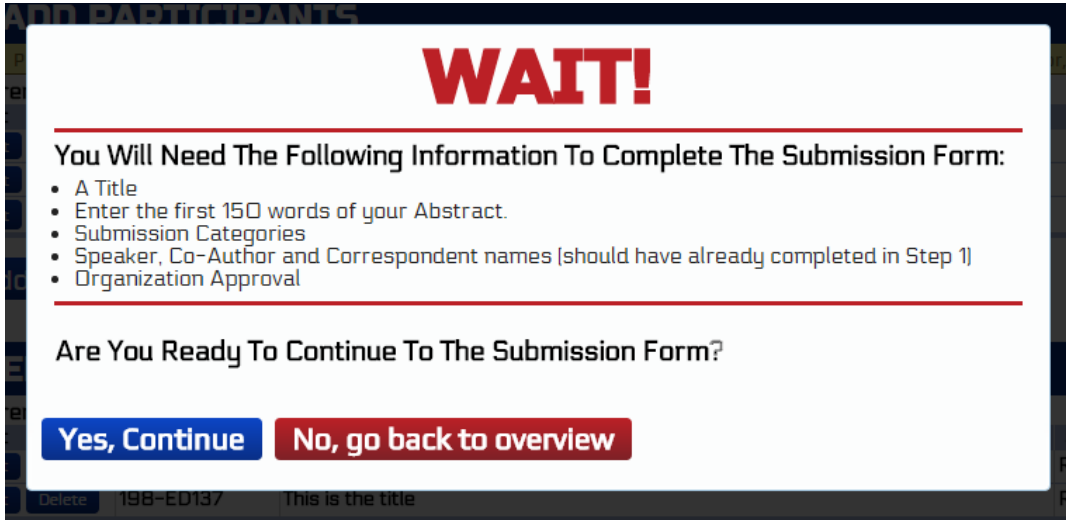 ADD PARTICIPANTS
WAIT!
You Will Need The Following Information To Complete The Submission Form:
• A Title
• Enter the first 150 words of your Abstract.
• Submission Categories
• Speaker, Co-Author and Correspondent names (should have already completed in Step 1)
• Organization Approval
Are You Ready To Continue To The Submission Form?
Yes, Continue
No, go back to overview
Delete 198-ED137 This is the title